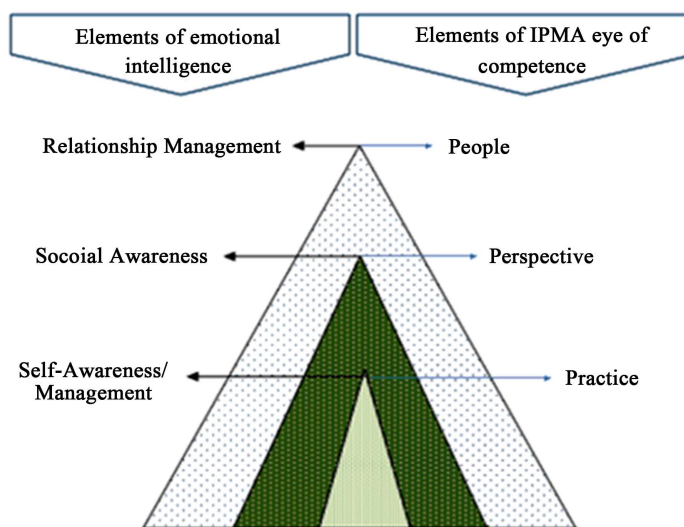 Elements of emotional
intelligence
Elements of IPMA eye of
competence
Relationship Management
People
Socoial Awareness
Perspective
Self-Awareness/
Management
Practice